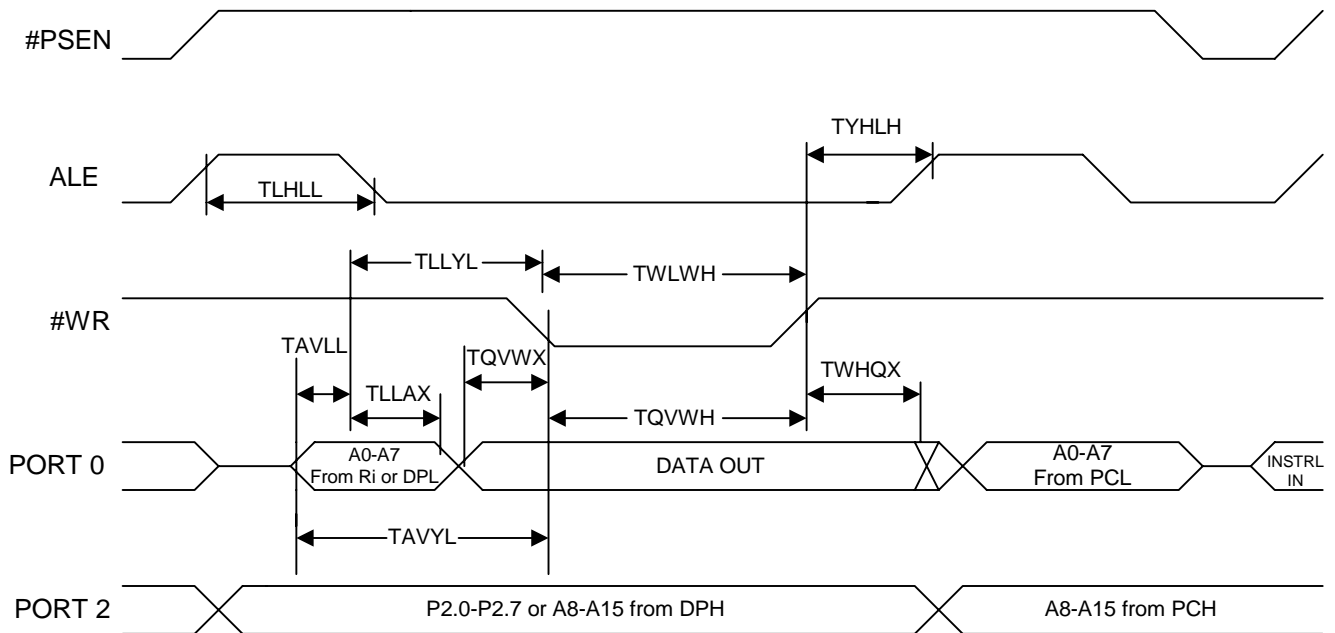 #PSEN
TYHLH
ALE
TLHLL
TLLYL
TWLWH
#WR
TAVLL
TQVWX
TWHQX
TLLAX
TQVWH
PORT 0
A0-A7
From Ri or DPL
DATA OUT
A0-A7
From PCL
INSTRL
IN
TAVYL
PORT 2
P2.0-P2.7 or A8-A15 from DPH
A8-A15 from PCH